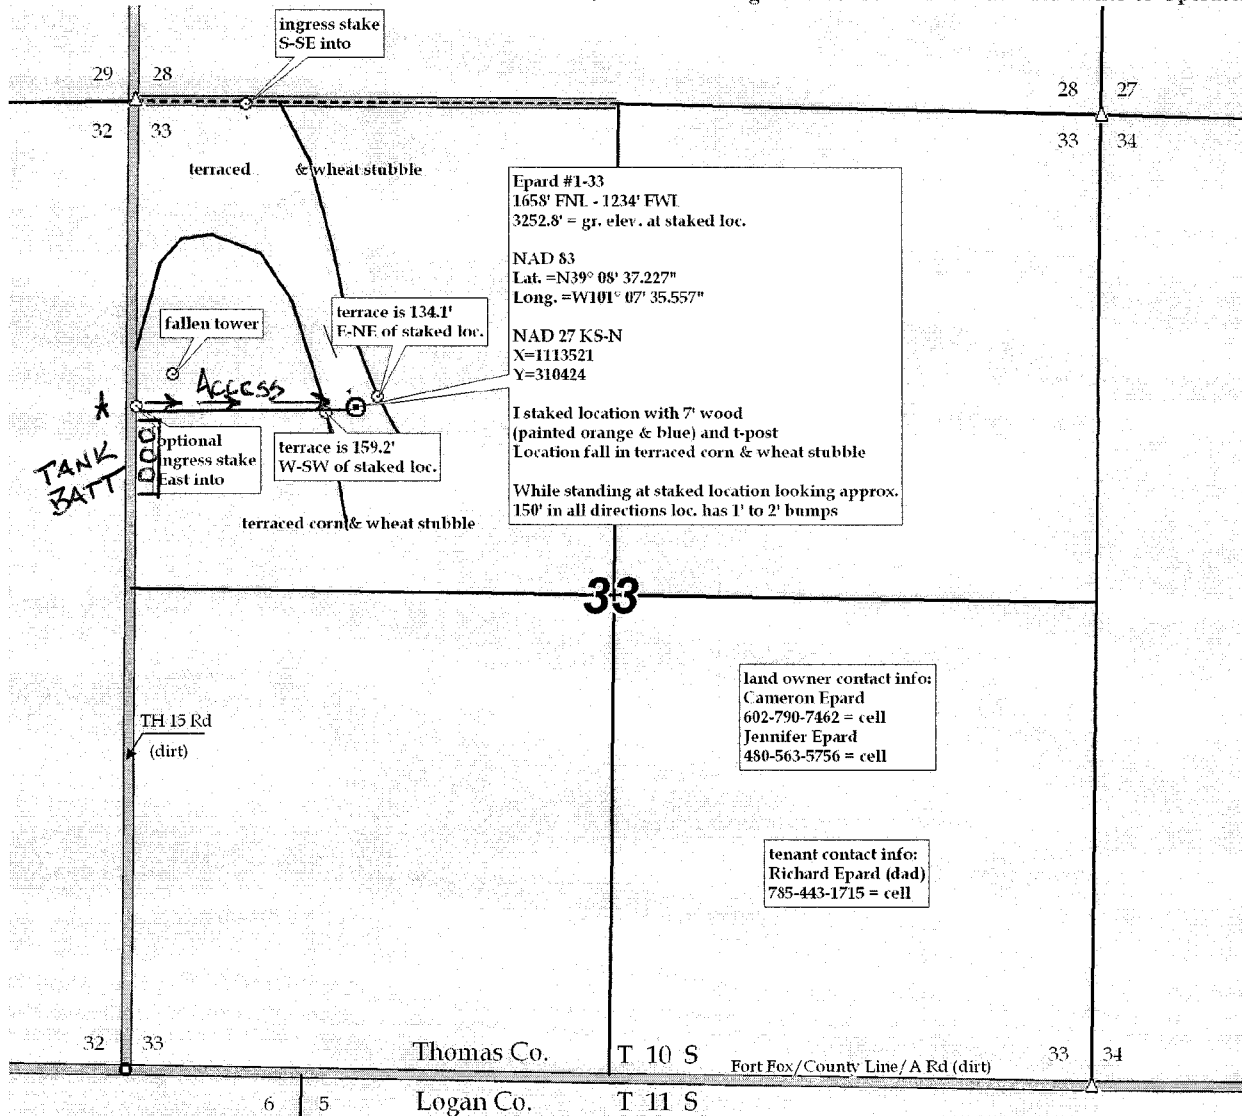 ingress stake
S-SE into
29 28
28 27
32 33
33 34
terraced & wheat stubble
Epard #1-33
1658' FNL - 1234' FWL
3252.8' = gr. elev. at staked loc.
NAD 83
Lat. =N39° 08' 37.227"
Long. =W101° 07' 35.557"
NAD 27 KS-N
X=1113521
Y=310424
I staked location with 7' wood
(painted orange & blue) and t-post
Location fall in terraced corn & wheat stubble
While standing at staked location looking approx.
150' in all directions loc. has 1' to 2' bumps
terrace is 134.1'
E-NE of staked loc.
fallen tower
ACCESS
optional
ingress stake
East into
TANK
BATT
terrace is 159.2'
W-SW of staked loc.
terraced corn & wheat stubble
33
land owner contact info:
Cameron Epard
602-790-7462 = cell
Jennifer Epard
480-563-5756 = cell
TH 15 Rd
(dirt)
tenant contact info:
Richard Epard (dad)
785-443-1715 = cell
32 33
Thomas Co. T 10 S
Fort Fox/County Line/A Rd (dirt)
33 34
6 5
Logan Co. T 11 S